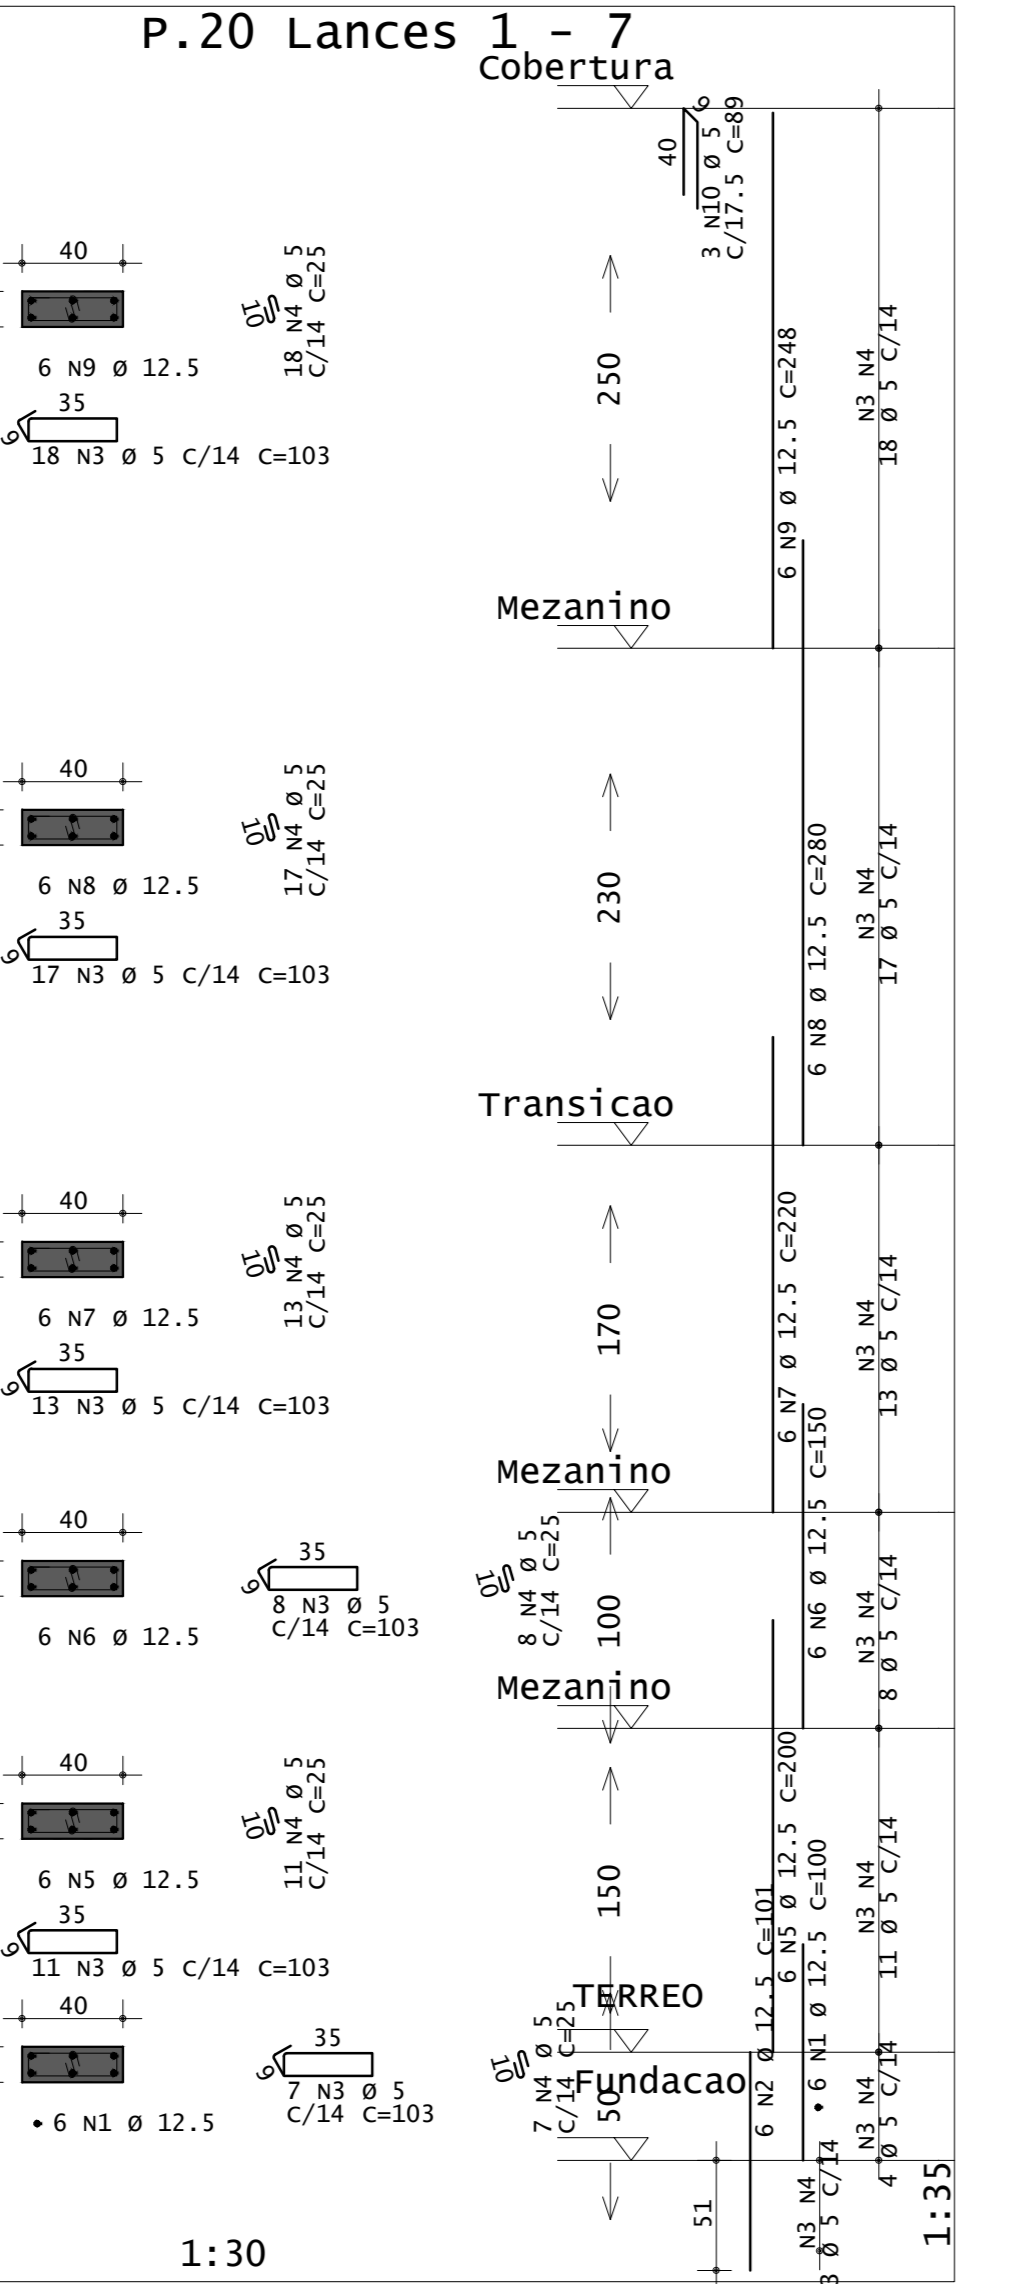 P.20 Lances 1 - 7
Cobertura
40
9
3 N10 Ø 5
C/17.5 C=89
40
6 N9 Ø 12.5
35
9
18 N3 Ø 5 C/14 C=103
10
18 N4 Ø 5
C/14 C=25
250
6 N9 Ø 12.5 C=248
N3 N4
18 Ø 5 C/14
Mezanino
40
6 N8 Ø 12.5
35
9
17 N3 Ø 5 C/14 C=103
10
17 N4 Ø 5
C/14 C=25
230
6 N8 Ø 12.5 C=280
N3 N4
17 Ø 5 C/14
Transicao
40
6 N7 Ø 12.5
35
9
13 N3 Ø 5 C/14 C=103
10
13 N4 Ø 5
C/14 C=25
170
6 N7 Ø 12.5 C=220
N3 N4
13 Ø 5 C/14
Mezanino
40
6 N6 Ø 12.5
35
9
8 N3 Ø 5
C/14 C=103
10
8 N4 Ø 5
C/14 C=25
100
6 N6 Ø 12.5 C=150
N3 N4
8 Ø 5 C/14
Mezanino
40
6 N5 Ø 12.5
35
9
11 N3 Ø 5 C/14 C=103
10
11 N4 Ø 5
C/14 C=25
150
6 N5 Ø 12.5 C=200
N3 N4
11 Ø 5 C/14
TERREO
40
6 N1 Ø 12.5
35
9
7 N3 Ø 5
C/14 C=103
10
7 N4 Ø 5
C/14 C=25
Fundacao
50
6 N2 Ø 12.5 C=101
6 N1 Ø 12.5 C=100
N3 N4
4 Ø 5 C/14
51
N3 N4
3 Ø 5 C/14
1:30
1:35